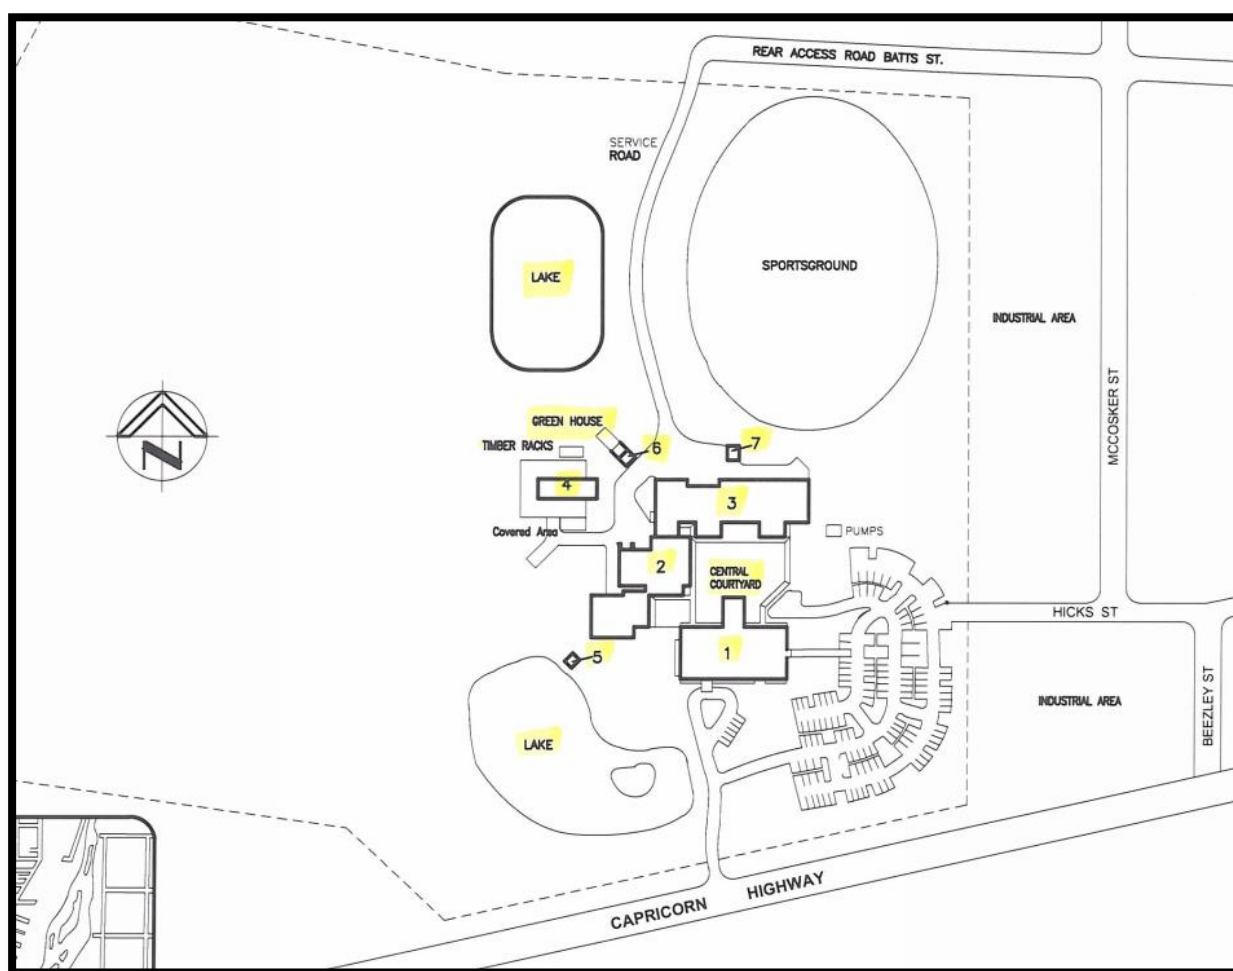 REAR ACCESS ROAD BATTS ST.
SERVICE
ROAD
LAKE
SPORTSGROUND
INDUSTRIAL AREA
MCCOSKER ST
GREEN HOUSE
TIMBER RACKS
6
7
4
3
N
Covered Area
PUMPS
2
CENTRAL
COURTYARD
HICKS ST
5
1
BEEZLEY ST
INDUSTRIAL AREA
LAKE
CAPRICORN HIGHWAY